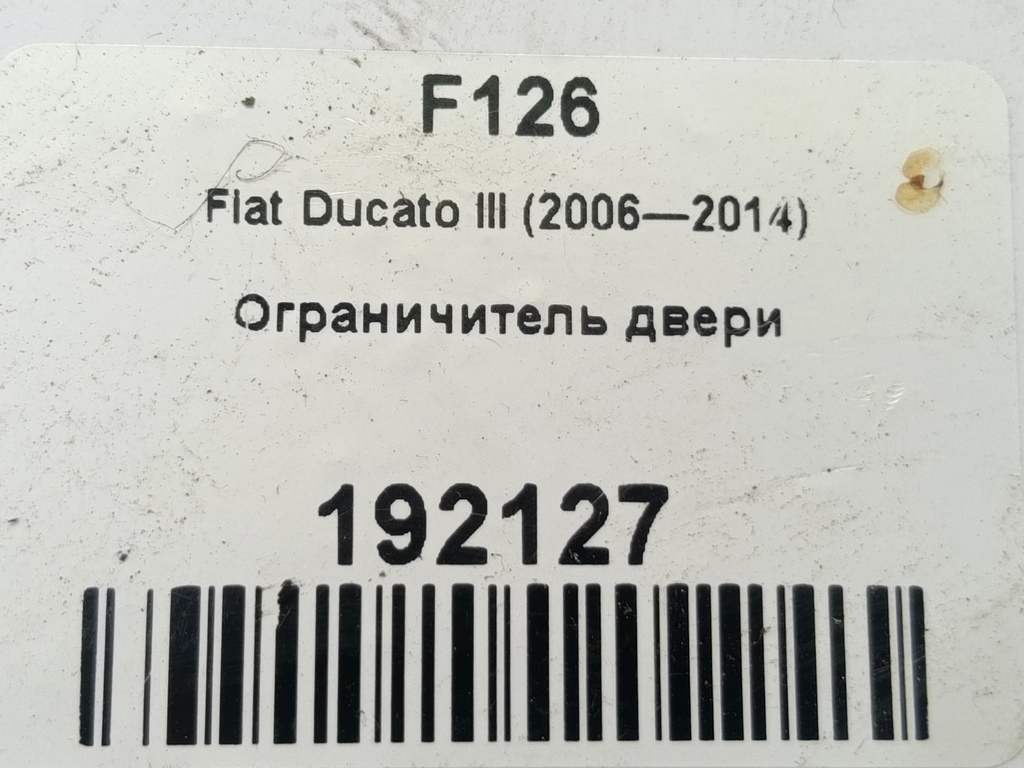 F126
Fiat Ducato III (2006—2014)
Ограничитель двери
192127